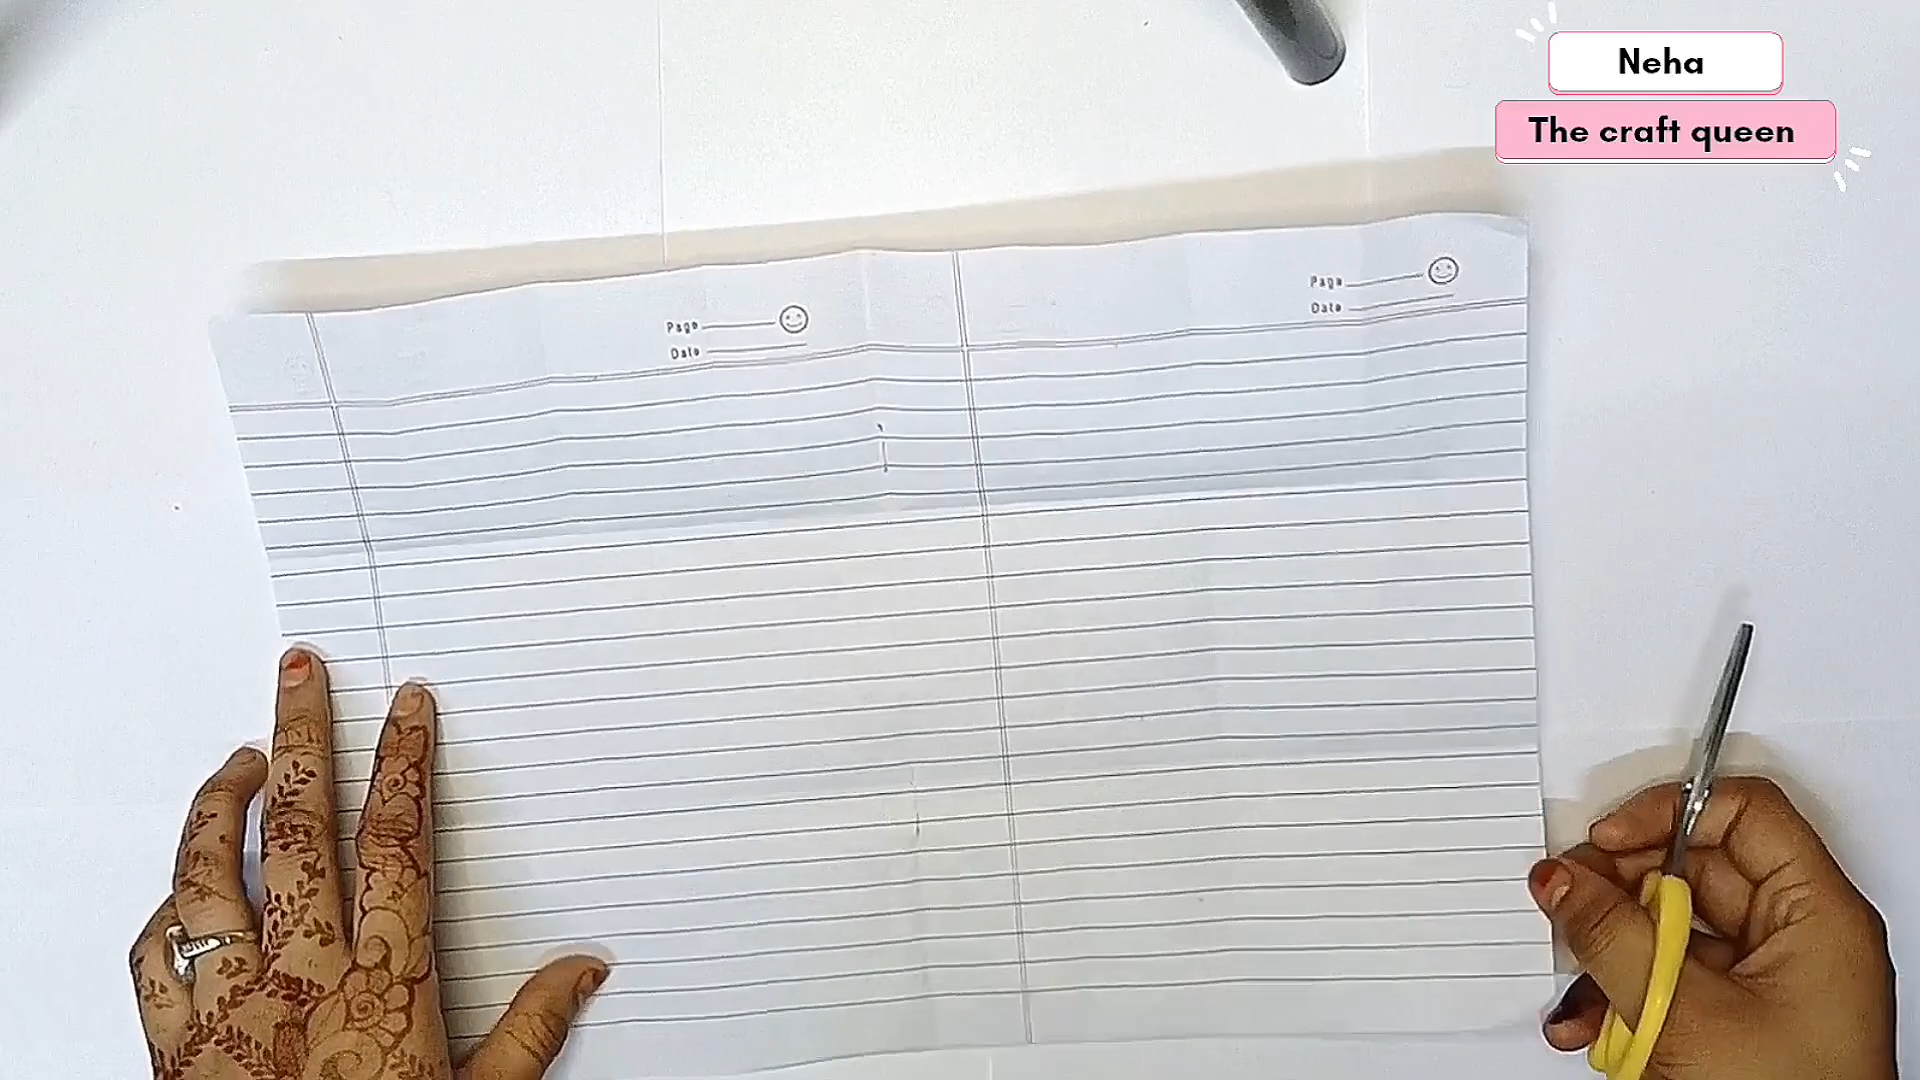 Neha
The craft queen
Page
Date
Page
Date